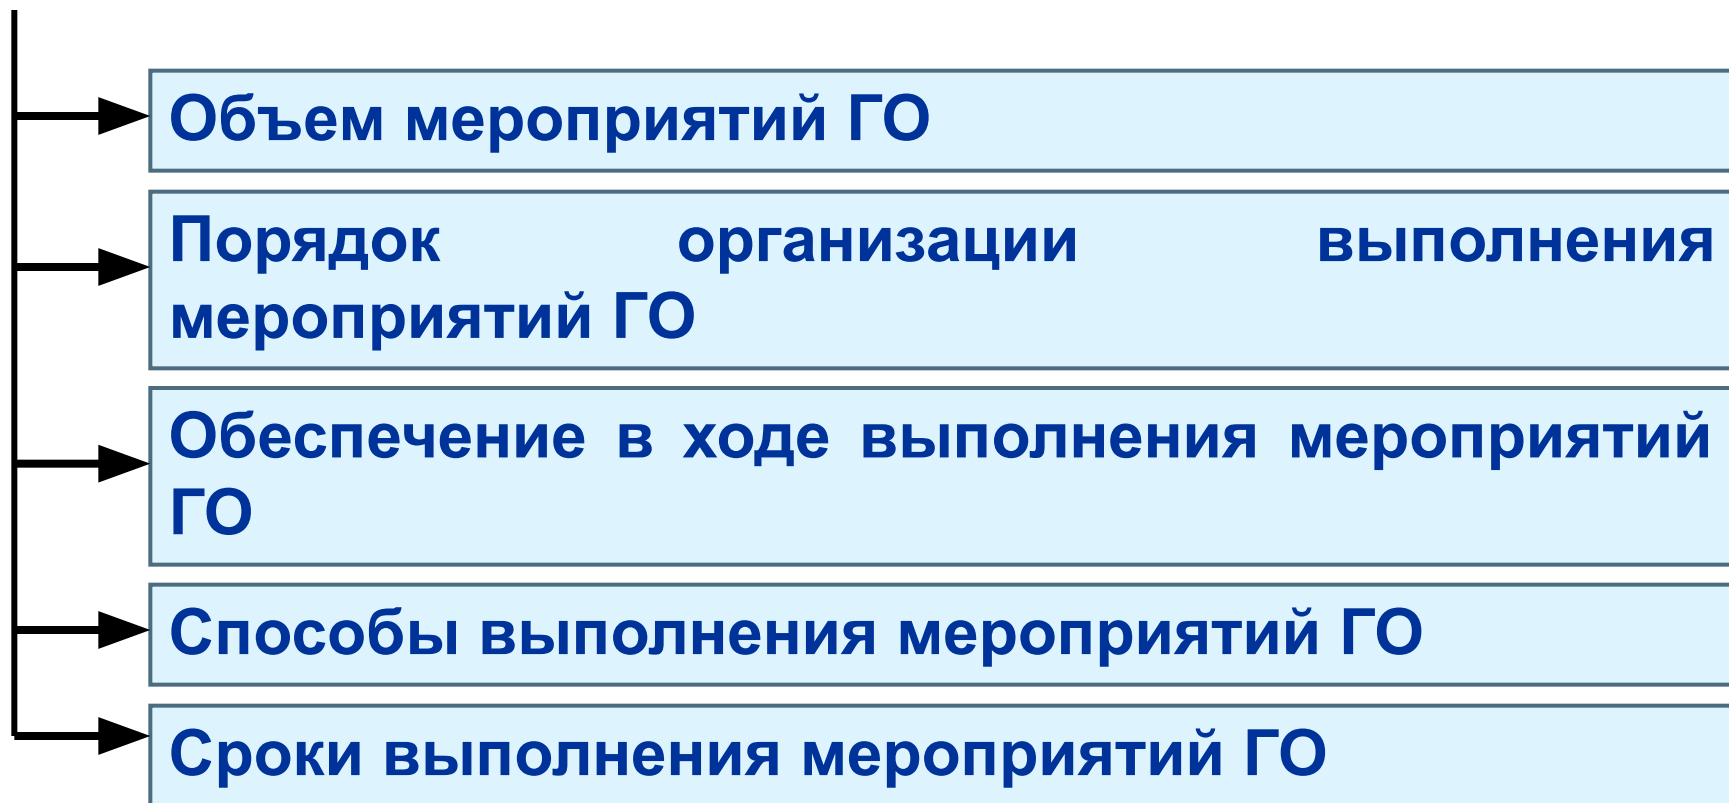 Объем мероприятий ГО
Порядок организации выполнения
мероприятий ГО
Обеспечение в ходе выполнения мероприятий
ГО
Способы выполнения мероприятий ГО
Сроки выполнения мероприятий ГО